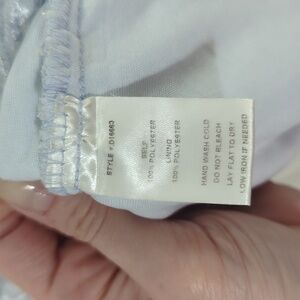 STYLE # D16663
SELF
100% POLYESTER
LINING
100% POLYESTER
HAND WASH COLD
DO NOT BLEACH
LAY FLAT TO DRY
LOW IRON IF NEEDED